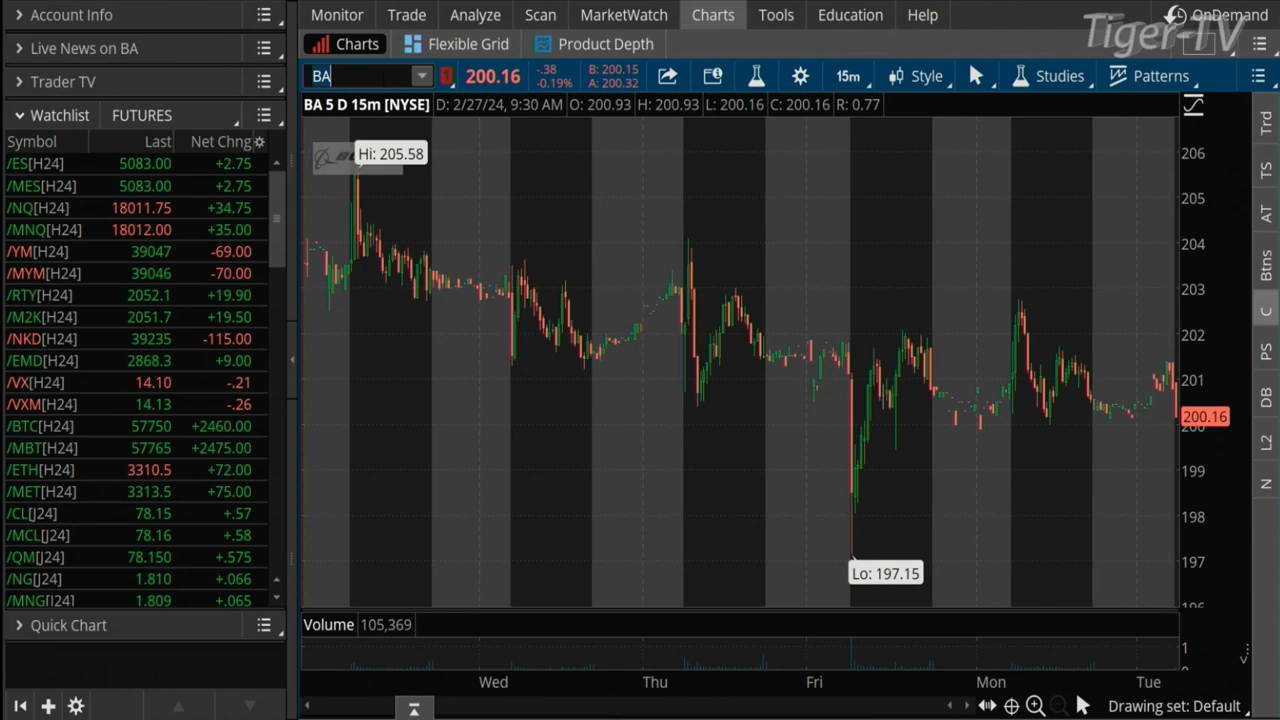 Account Info
Monitor Trade Analyze Scan MarketWatch Charts Tools Education Help OnDemand
Tiger-TV
Live News on BA
Charts Flexible Grid Product Depth
Trader TV
BA 200.16 -.38 -0.19% B: 200.15 A: 200.32 15m Style Studies Patterns
Watchlist FUTURES
BA 5 D 15m [NYSE] D: 2/27/24, 9:30 AM O: 200.93 H: 200.93 L: 200.16 C: 200.16 R: 0.77
Symbol Last Net Chng
/ES[H24] 5083.00 +2.75
/MES[H24] 5083.00 +2.75
/NQ[H24] 18011.75 +34.75
/MNQ[H24] 18012.00 +35.00
/YM[H24] 39047 -69.00
/MYM[H24] 39046 -70.00
/RTY[H24] 2052.1 +19.90
/M2K[H24] 2051.7 +19.50
/NKD[H24] 39235 -115.00
/EMD[H24] 2868.3 +9.00
/VX[H24] 14.10 -.21
/VXM[H24] 14.13 -.26
/BTC[H24] 57750 +2460.00
/MBT[H24] 57765 +2475.00
/ETH[H24] 3310.5 +72.00
/MET[H24] 3313.5 +75.00
/CL[J24] 78.15 +.57
/MCL[J24] 78.16 +.58
/QM[J24] 78.150 +.575
/NG[J24] 1.810 +.066
/MNG[J24] 1.809 +.065
Quick Chart
Hi: 205.58
Lo: 197.15
206
205
204
203
202
201
200.16
200
199
198
197
196
Trd
TS
AT
Btns
C
PS
DB
L2
N
Volume 105,369
1
0
Wed Thu Fri Mon Tue
Drawing set: Default